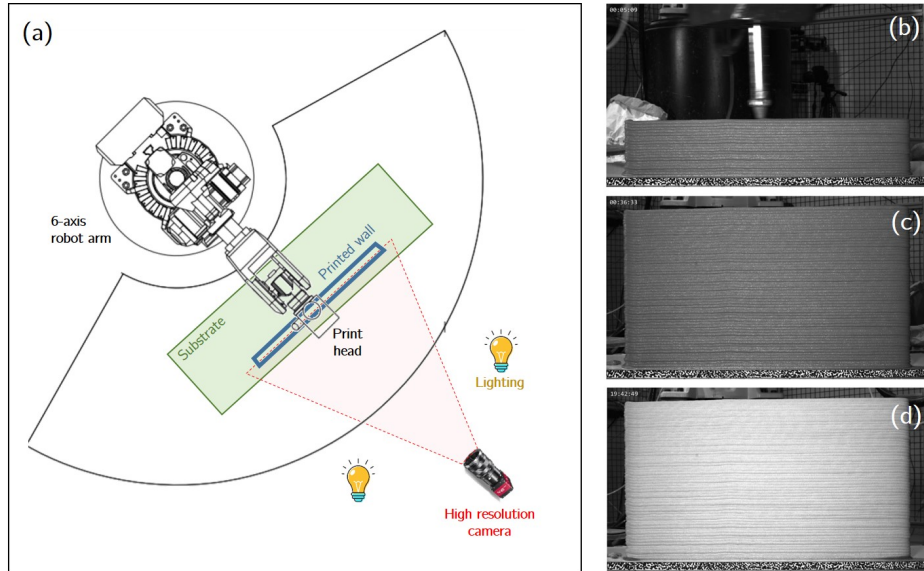 (a)
6-axis
robot arm
Substrate
Printed wall
Print
head
Lighting
High resolution
camera
00:05:09
(b)
00:36:33
(c)
19:42:49
(d)